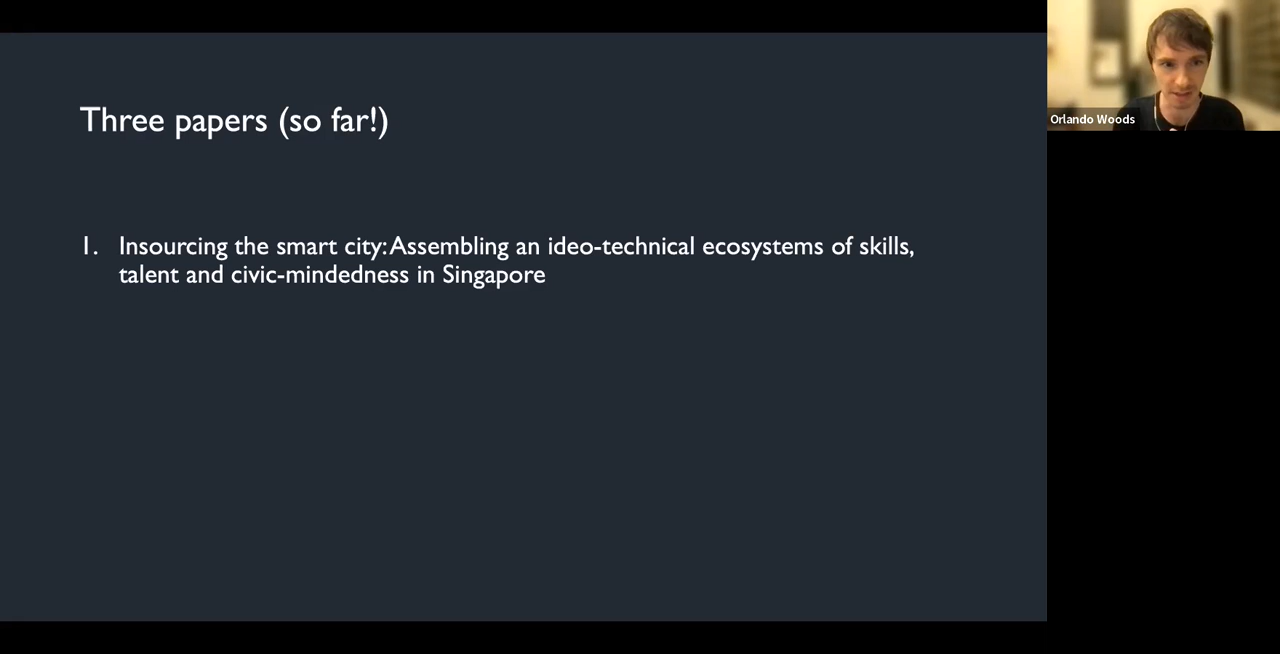 Three papers (so far!)
1. Insourcing the smart city: Assembling an ideo-technical ecosystems of skills,
talent and civic-mindedness in Singapore
Orlando Woods